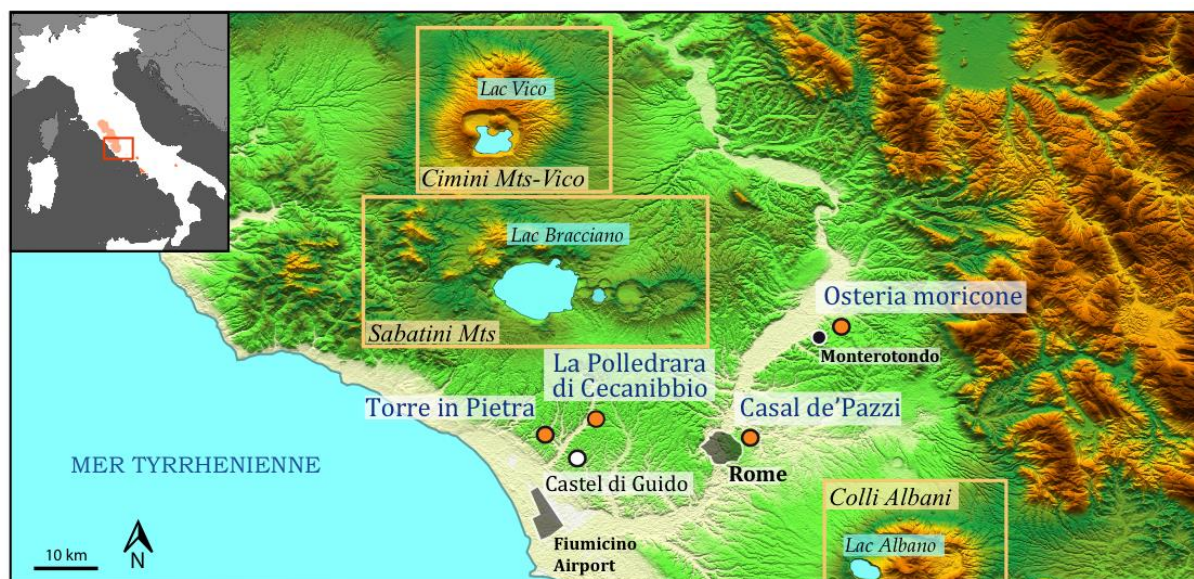 Lac Vico
Cimini Mts-Vico
Lac Bracciano
Sabatini Mts
Osteria moricone
Monterotondo
La Polledrara
di Cecanibbio
Torre in Pietra
Casal de'Pazzi
MER TYRRHENIENNE
Castel di Guido
Rome
Colli Albani
Lac Albano
Fiumicino
Airport
N
10 km